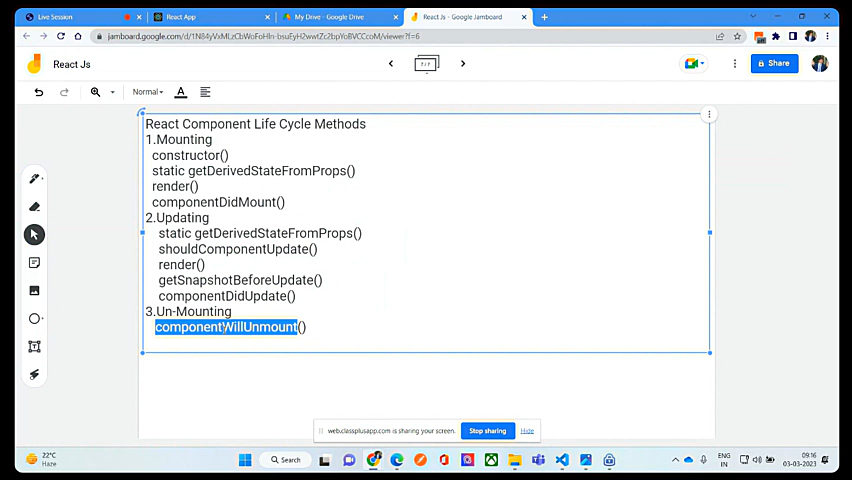 Live Session
React App
My Drive - Google Drive
React Js - Google Jamboard
jamboard.google.com/d/1N84yVxMLzCbWoFoHln-bsuEyH2wwtZc2bpYoBVCCcoM/viewer?f=6
React Js
Share
Normal
React Component Life Cycle Methods
1.Mounting
constructor()
static getDerivedStateFromProps()
render()
componentDidMount()
2.Updating
static getDerivedStateFromProps()
shouldComponentUpdate()
render()
getSnapshotBeforeUpdate()
componentDidUpdate()
3.Un-Mounting
componentWillUnmount()
web.classplusapp.com is sharing your screen.
Stop sharing
Hide
22°C
Haze
Search
ENG
IN
09:16
03-03-2023